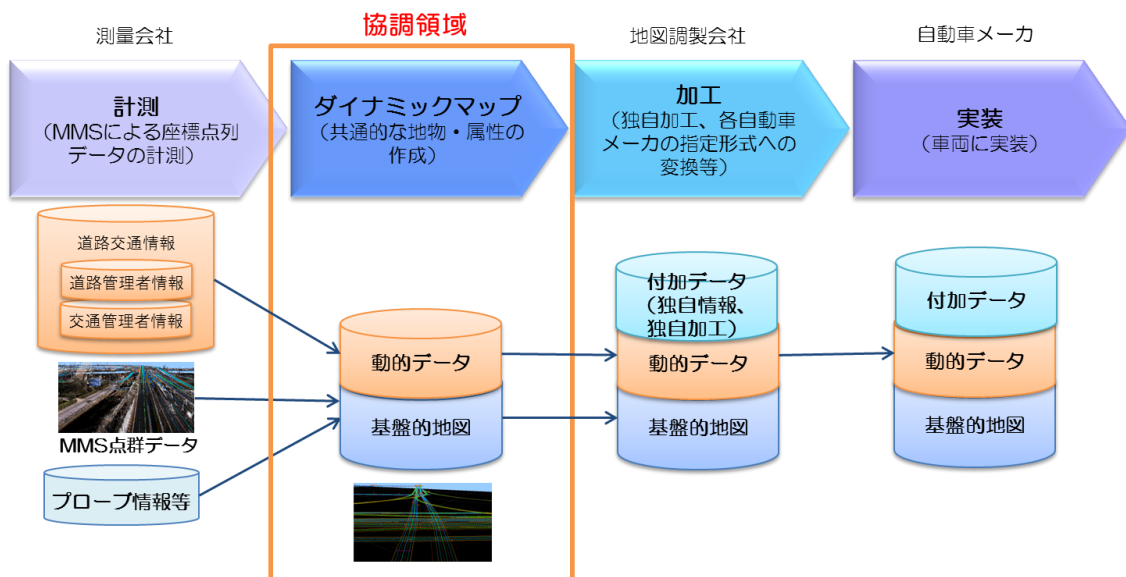 測量会社
協調領域
地図調製会社
自動車メーカ
計測
(MMSによる座標点列
データの計測)
ダイナミックマップ
(共通的な地物・属性の
作成)
加工
(独自加工、各自動車
メーカの指定形式への
変換等)
実装
(車両に実装)
道路交通情報
道路管理者情報
交通管理者情報
MMS点群データ
プローブ情報等
動的データ
基盤的地図
付加データ
(独自情報、
独自加工)
動的データ
基盤的地図
付加データ
動的データ
基盤的地図